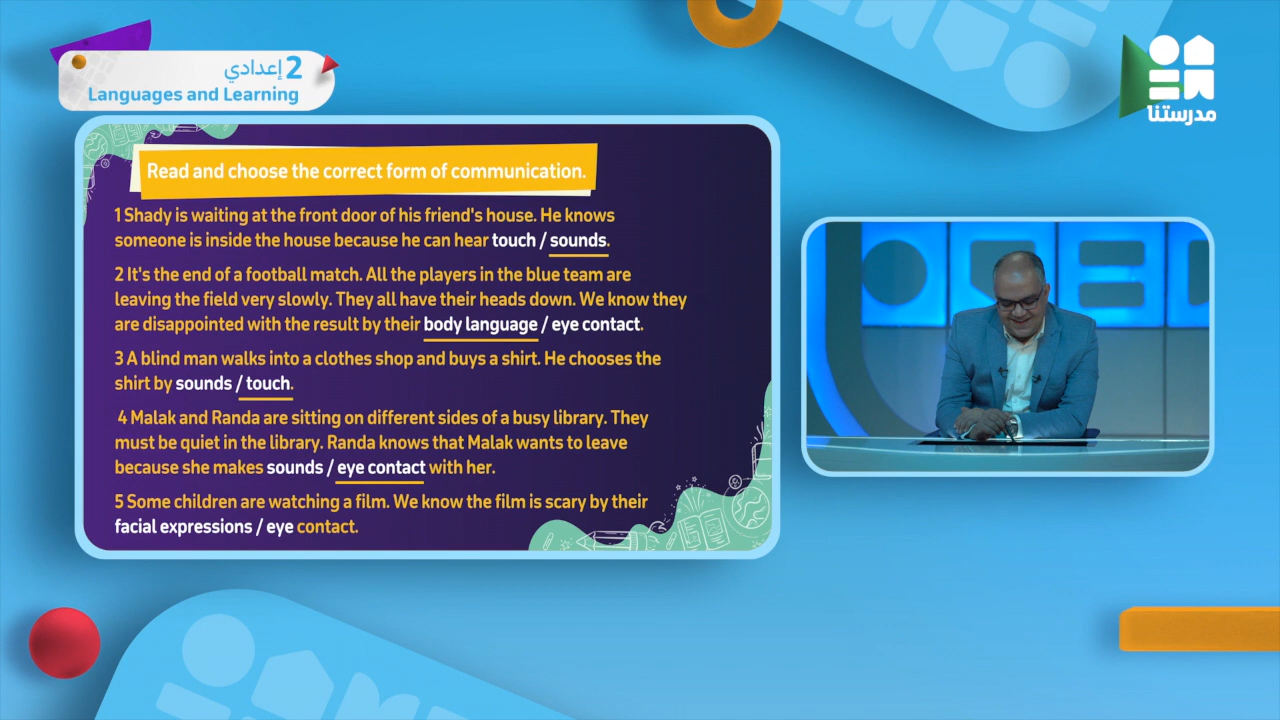 2 إعدادي
Languages and Learning
مدرستنا
Read and choose the correct form of communication.
1 Shady is waiting at the front door of his friend's house. He knows
someone is inside the house because he can hear touch / sounds.
2 It's the end of a football match. All the players in the blue team are
leaving the field very slowly. They all have their heads down. We know they
are disappointed with the result by their body language / eye contact.
3 A blind man walks into a clothes shop and buys a shirt. He chooses the
shirt by sounds / touch.
4 Malak and Randa are sitting on different sides of a busy library. They
must be quiet in the library. Randa knows that Malak wants to leave
because she makes sounds / eye contact with her.
5 Some children are watching a film. We know the film is scary by their
facial expressions / eye contact.